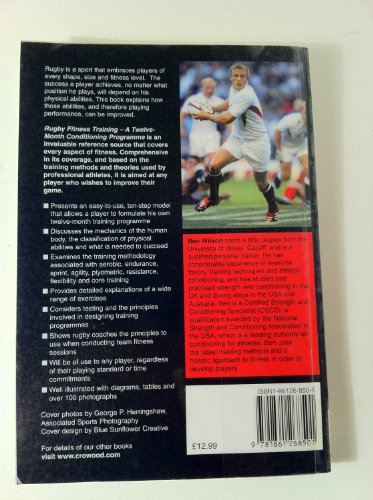 Rugby is a sport that embraces players of
every shape, size and fitness level. The
success a player achieves, no matter what
position he plays, will depend on his
physical abilities. This book explains how
those abilities, and therefore playing
performance, can be improved.
Rugby Fitness Training – A Twelve-
Month Conditioning Programme is an
invaluable reference source that covers
every aspect of fitness. Comprehensive
in its coverage, and based on the
training methods and theories used by
professional athletes, it is aimed at any
player who wishes to improve their
game.
■ Presents an easy-to-use, ten-step model
that allows a player to formulate his own
twelve-month training programme
■ Discusses the mechanics of the human
body, the classification of physical abilities
and what is needed to succeed
■ Examines the training methodology
associated with aerobic, endurance,
sprint, agility, plyometric, resistance,
flexibility and core training
■ Provides detailed explanations of a wide
range of exercises
■ Considers testing and the principles
involved in designing training
programmes
■ Shows rugby coaches the principles to
use when conducting team fitness
sessions
■ Will be of use to any player, regardless
of their playing standard or time
commitments
■ Well illustrated with diagrams, tables and
over 100 photographs
Cover photos by George P. Herringshaw,
Associated Sports Photography
Cover design by Blue Sunflower Creative
For details of our other books
visit www.crowood.com
Ben Wilson holds a BSc degree from the
University of Wales, Cardiff, and is
a qualified personal trainer. He has
considerable experience of exercise
theory, training techniques and athletic
conditioning, and has studied and
practised strength and conditioning in the
UK and during stays in the USA and
Australia. Ben is a Certified Strength and
Conditioning Specialist (CSCS), a
qualification awarded by the National
Strength and Conditioning Association in
the USA, which is a leading authority on
conditioning for athletes. Ben uses
the latest training methods and a
holistic approach to fitness in order to
develop players.
£12.99
ISBN 1-86126-850-5
9 781861 268501